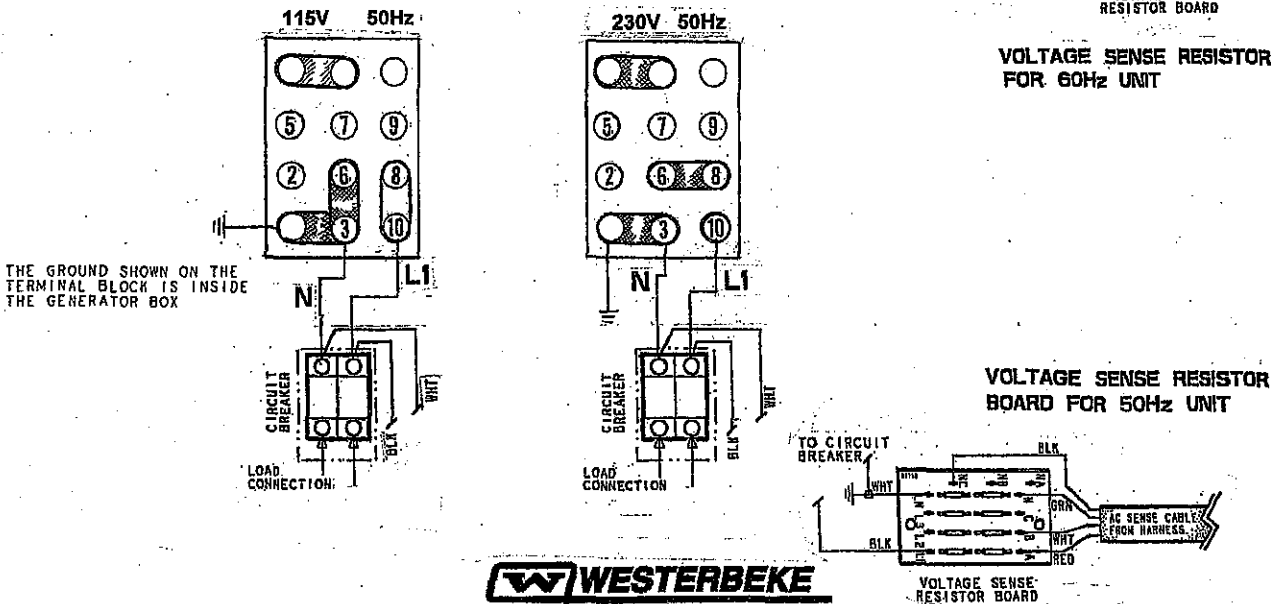 115V 50Hz
230V 50Hz
RESISTOR BOARD
VOLTAGE SENSE RESISTOR
FOR 60Hz UNIT
5 7 9
2 6 8
3 10
5 7 9
2 6 8
3 10
THE GROUND SHOWN ON THE
TERMINAL BLOCK IS INSIDE
THE GENERATOR BOX
N L1
N L1
CIRCUIT
BREAKER
WHT
BLK
LOAD
CONNECTION
CIRCUIT
BREAKER
WHT
BLK
LOAD
CONNECTION
VOLTAGE SENSE RESISTOR
BOARD FOR 50Hz UNIT
TO CIRCUIT
BREAKER
BLK
WHT
BLK
N
L3
L2
L1
N
C
B
A
GRN
WHT
RED
AC SENSE CABLE
FROM HARNESS.
VOLTAGE SENSE
RESISTOR BOARD
WESTERBEKE